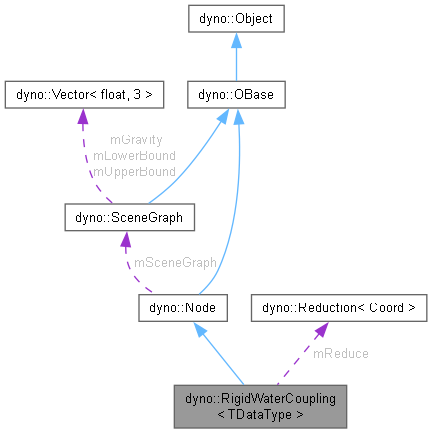 dyno::Object
dyno::Vector< float, 3 >
dyno::OBase
mGravity
mLowerBound
mUpperBound
dyno::SceneGraph
mSceneGraph
dyno::Node
dyno::Reduction< Coord >
mReduce
dyno::RigidWaterCoupling
< TDataType >